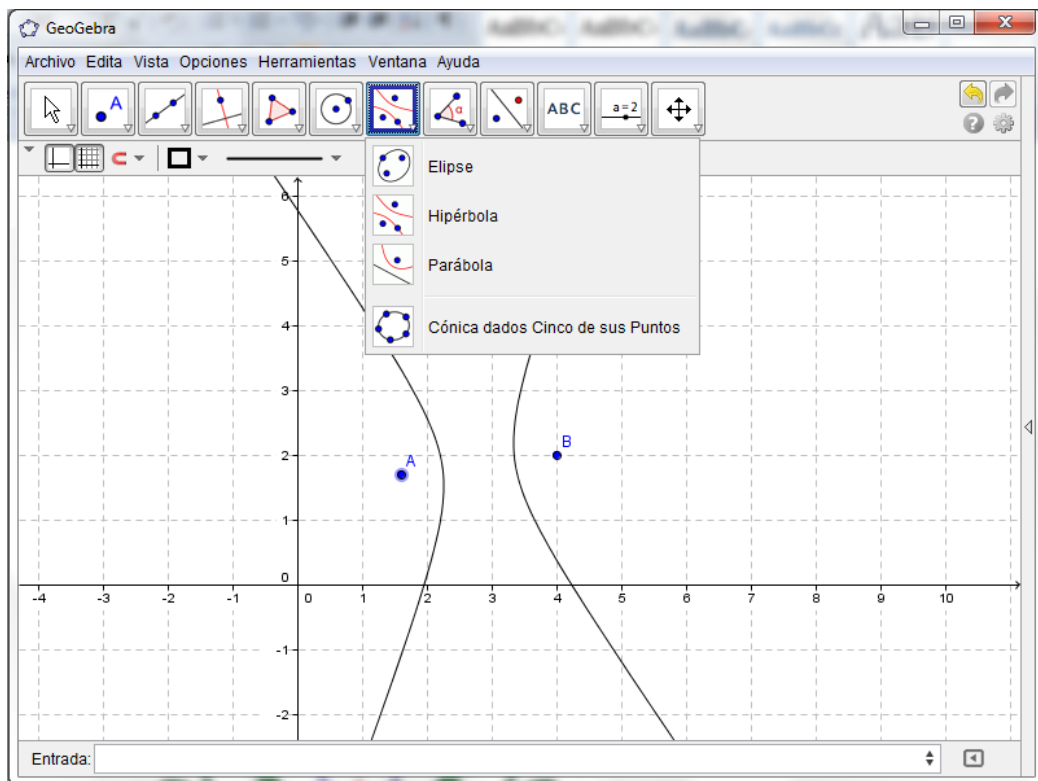 GeoGebra
Archivo Edita Vista Opciones Herramientas Ventana Ayuda
A α ABC a=2
Elipse
Hipérbola
Parábola
Cónica dados Cinco de sus Puntos
6
5
4
3
2
1
0
-1
-2
-4 -3 -2 -1 0 1 2 3 4 5 6 7 8 9 10
A
B
Entrada: